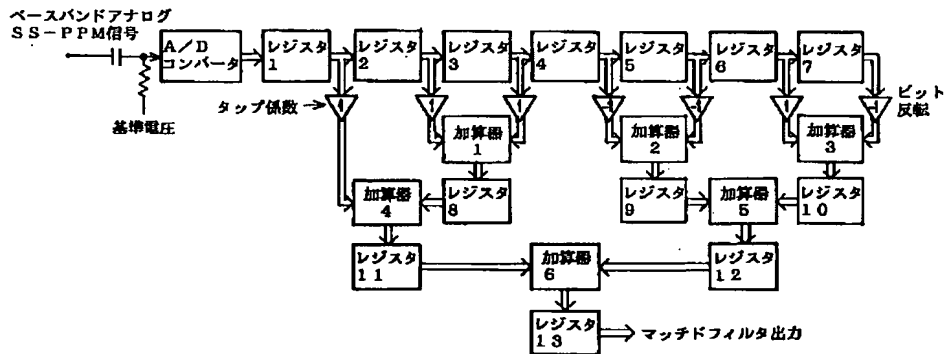 ベースバンドアナログ
SS-PPM信号
A/D
コンバータ
基準電圧
レジスタ
1
レジスタ
2
レジスタ
3
レジスタ
4
レジスタ
5
レジスタ
6
レジスタ
7
タップ係数
1
1
1
-1
-1
1
-1
ビット
反転
加算器
1
加算器
2
加算器
3
加算器
4
レジスタ
8
レジスタ
9
加算器
5
レジスタ
10
レジスタ
11
加算器
6
レジスタ
12
レジスタ
13
マッチドフィルタ出力